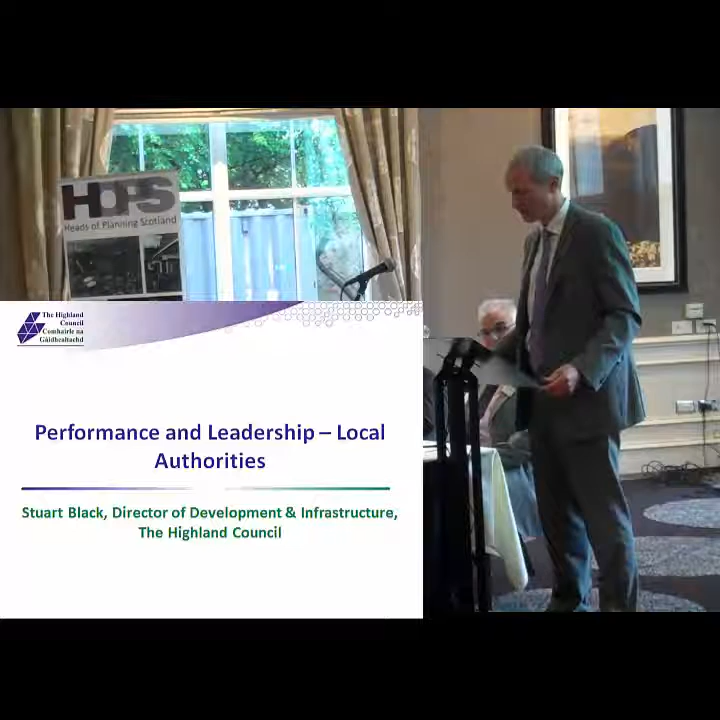 HOPS
Heads of Planning Scotland
The Highland
Council
Comhairle na
Gàidhealtachd
Performance and Leadership – Local
Authorities
Stuart Black, Director of Development & Infrastructure,
The Highland Council